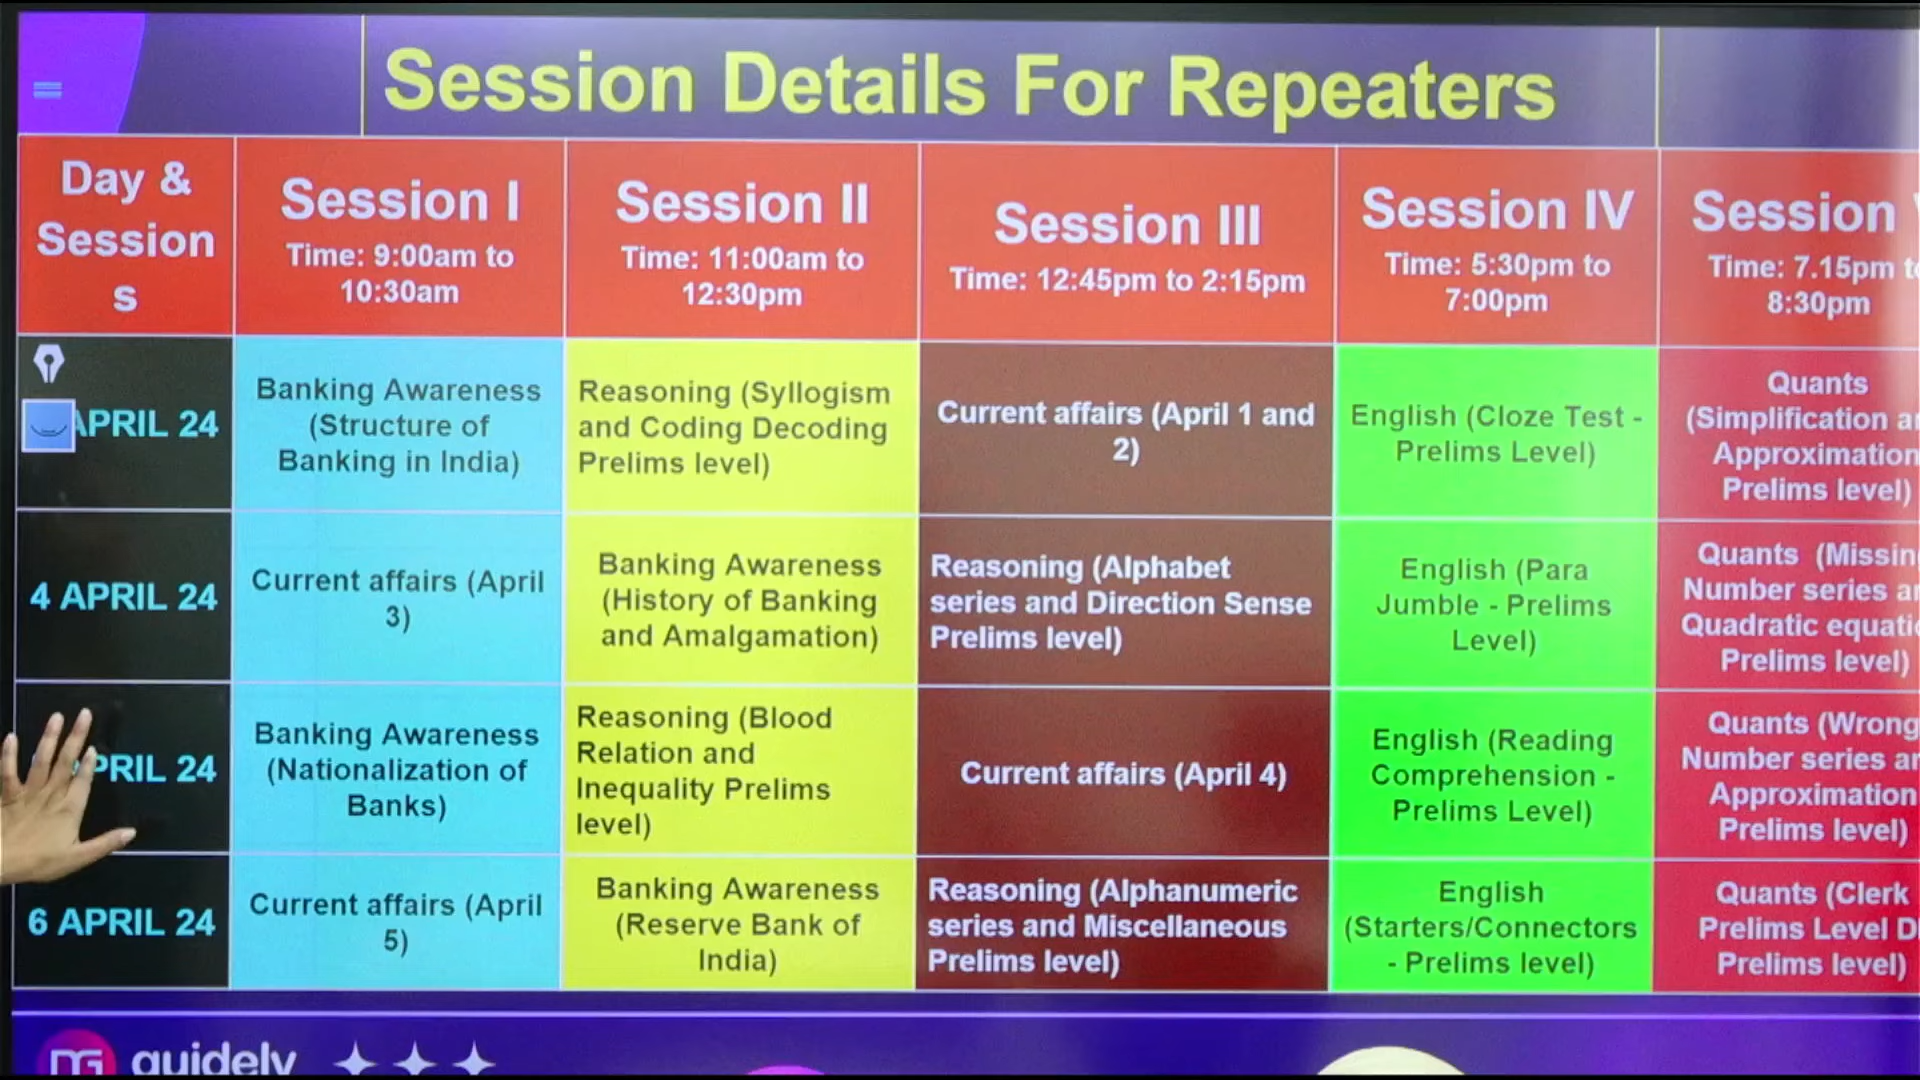 Session Details For Repeaters
Day &
Session
s
Session I
Time: 9:00am to
10:30am
Session II
Time: 11:00am to
12:30pm
Session III
Time: 12:45pm to 2:15pm
Session IV
Time: 5:30pm to
7:00pm
Session
Time: 7.15pm
8:30pm
APRIL 24
Banking Awareness
(Structure of
Banking in India)
Reasoning (Syllogism
and Coding Decoding
Prelims level)
Current affairs (April 1 and
2)
English (Cloze Test -
Prelims Level)
Quants
(Simplification
Approximation
Prelims level)
4 APRIL 24
Current affairs (April
3)
Banking Awareness
(History of Banking
and Amalgamation)
Reasoning (Alphabet
series and Direction Sense
Prelims level)
English (Para
Jumble - Prelims
Level)
Quants (Missing
Number series
Quadratic
Prelims level)
APRIL 24
Banking Awareness
(Nationalization of
Banks)
Reasoning (Blood
Relation and
Inequality Prelims
level)
Current affairs (April 4)
English (Reading
Comprehension -
Prelims Level)
Quants (Wrong
Number series
Approximation
Prelims level)
6 APRIL 24
Current affairs (April
5)
Banking Awareness
(Reserve Bank of
India)
Reasoning (Alphanumeric
series and Miscellaneous
Prelims level)
English
(Starters/Connectors
- Prelims level)
Quants (Clerk
Prelims Level
Prelims level)
guidely